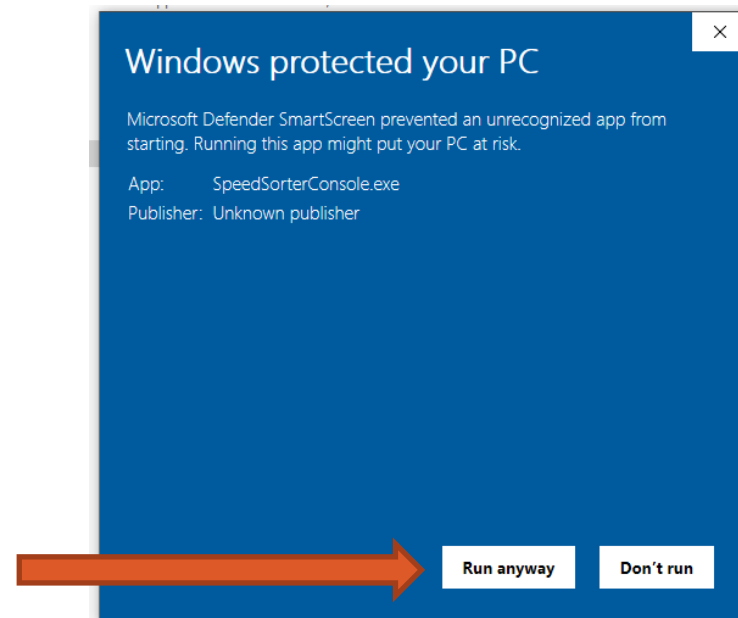 Windows protected your PC
Microsoft Defender SmartScreen prevented an unrecognized app from
starting. Running this app might put your PC at risk.
App: SpeedSorterConsole.exe
Publisher: Unknown publisher
Run anyway
Don't run